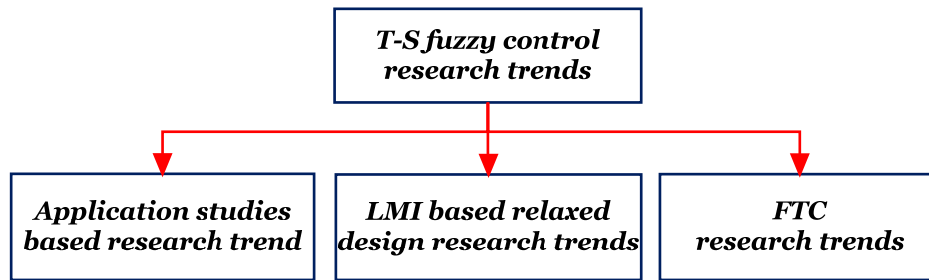 T-S fuzzy control
research trends
Application studies
based research trend
LMI based relaxed
design research trends
FTC
research trends